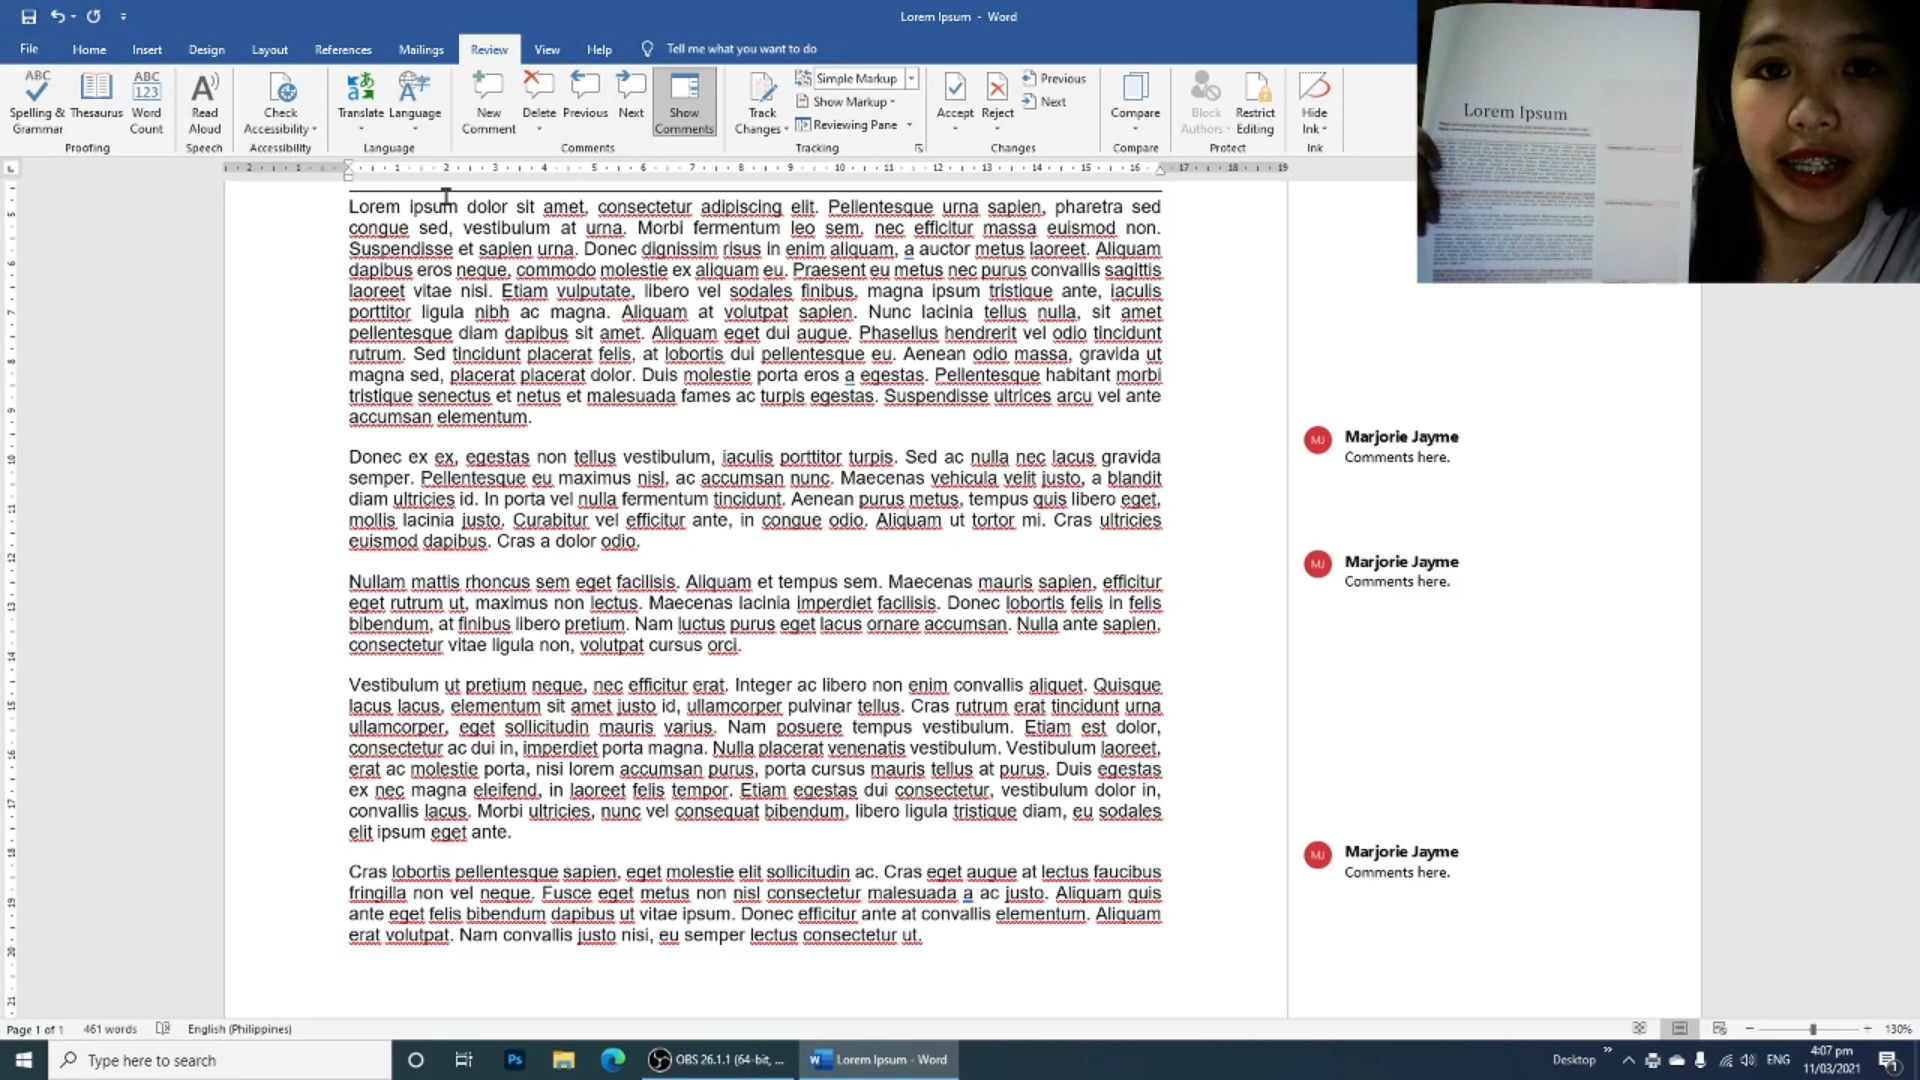 Lorem Ipsum - Word
File Home Insert Design Layout References Mailings Review View Help Tell me what you want to do
Spelling & Grammar
Thesaurus
Word Count
Read Aloud
Check Accessibility
Translate
Language
New Comment
Delete
Previous
Next
Show Comments
Track Changes
Simple Markup
Show Markup
Reviewing Pane
Accept
Reject
Previous
Next
Compare
Block Authors
Restrict Editing
Hide Ink
Proofing Speech Accessibility Language Comments Tracking Changes Compare Protect Ink
2 1 1 2 3 4 5 6 7 8 9 10 11 12 13 14 15 16 17 18 19
Lorem Ipsum
Lorem ipsum dolor sit amet, consectetur adipiscing elit. Pellentesque urna sapien, pharetra sed
congue sed, vestibulum at urna. Morbi fermentum leo sem, nec efficitur massa euismod non.
Suspendisse et sapien urna. Donec dignissim risus in enim aliquam, a auctor metus laoreet. Aliquam
dapibus eros neque, commodo molestie ex aliquam eu. Praesent eu metus nec purus convallis sagittis
laoreet vitae nisl. Etiam vulputate, libero vel sodales finibus, magna ipsum tristique ante, iaculis
porttitor ligula nibh ac magna. Aliquam at volutpat sapien. Nunc lacinia tellus nulla, sit amet
pellentesque diam dapibus sit amet. Aliquam eget dui augue. Phasellus hendrerit vel odio tincidunt
rutrum. Sed tincidunt placerat felis, at lobortis dui pellentesque eu. Aenean odio massa, gravida ut
magna sed, placerat placerat dolor. Duis molestie porta eros a egestas. Pellentesque habitant morbi
tristique senectus et netus et malesuada fames ac turpis egestas. Suspendisse ultrices arcu vel ante
accumsan elementum.
Donec ex ex, egestas non tellus vestibulum, iaculis porttitor turpis. Sed ac nulla nec lacus gravida
semper. Pellentesque eu maximus nisl, ac accumsan nunc. Maecenas vehicula velit justo, a blandit
diam ultricies id. In porta vel nulla fermentum tincidunt. Aenean purus metus, tempus quis libero eget,
mollis lacinia justo. Curabitur vel efficitur ante, in congue odio. Aliquam ut tortor mi. Cras ultricies
euismod dapibus. Cras a dolor odio.
Nullam mattis rhoncus sem eget facilisis. Aliquam et tempus sem. Maecenas mauris sapien, efficitur
eget rutrum ut, maximus non lectus. Maecenas lacinia imperdiet facilisis. Donec lobortis felis in felis
bibendum, at finibus libero pretium. Nam luctus purus eget lacus ornare accumsan. Nulla ante sapien,
consectetur vitae ligula non, volutpat cursus orci.
Vestibulum ut pretium neque, nec efficitur erat. Integer ac libero non enim convallis aliquet. Quisque
lacus lacus, elementum sit amet justo id, ullamcorper pulvinar tellus. Cras rutrum erat tincidunt urna
ullamcorper, eget sollicitudin mauris varius. Nam posuere tempus vestibulum. Etiam est dolor,
consectetur ac dui in, imperdiet porta magna. Nulla placerat venenatis vestibulum. Vestibulum laoreet,
erat ac molestie porta, nisi lorem accumsan purus, porta cursus mauris tellus at purus. Duis egestas
ex nec magna eleifend, in laoreet felis tempor. Etiam egestas dui consectetur, vestibulum dolor in,
convallis lacus. Morbi ultricies, nunc vel consequat bibendum, libero ligula tristique diam, eu sodales
elit ipsum eget ante.
Cras lobortis pellentesque sapien, eget molestie elit sollicitudin ac. Cras eget augue at lectus faucibus
fringilla non vel neque. Fusce eget metus non nisl consectetur malesuada a ac justo. Aliquam quis
ante eget felis bibendum dapibus ut vitae ipsum. Donec efficitur ante at convallis elementum. Aliquam
erat volutpat. Nam convallis justo nisi, eu semper lectus consectetur ut.
MJ Marjorie Jayme
Comments here.
MJ Marjorie Jayme
Comments here.
MJ Marjorie Jayme
Comments here.
Page 1 of 1 461 words English (Philippines) 130%
Type here to search Ps OBS 26.1.1 (64-bit, ... Lorem Ipsum - Word Desktop ENG 4:07 pm
11/03/2021